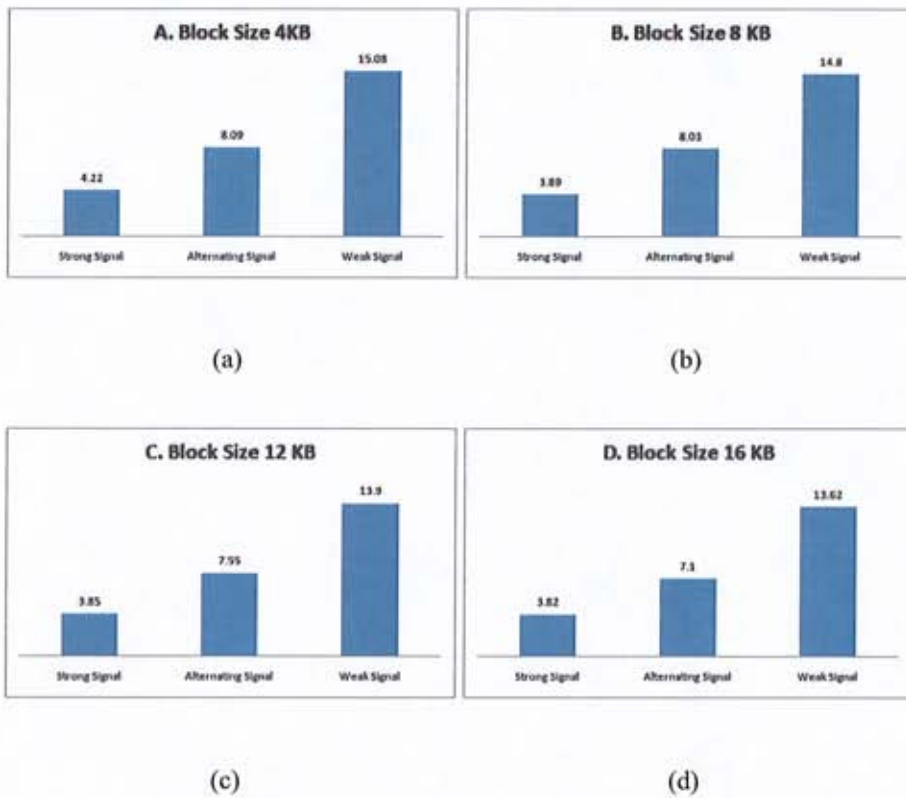 A. Block Size 4KB
15.08
8.09
4.22
Strong Signal Alternating Signal Weak Signal
(a)
B. Block Size 8 KB
14.8
8.03
3.89
Strong Signal Alternating Signal Weak Signal
(b)
C. Block Size 12 KB
13.9
7.55
3.85
Strong Signal Alternating Signal Weak Signal
(c)
D. Block Size 16 KB
13.62
7.1
3.82
Strong Signal Alternating Signal Weak Signal
(d)